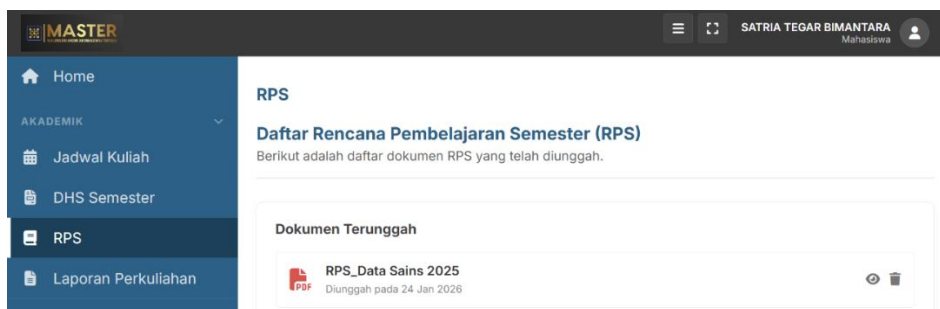 MASTER
SATRIA TEGAR BIMANTARA
Mahasiswa
Home
AKADEMIK
Jadwal Kuliah
DHS Semester
RPS
Laporan Perkuliahan
RPS
Daftar Rencana Pembelajaran Semester (RPS)
Berikut adalah daftar dokumen RPS yang telah diunggah.
Dokumen Terunggah
PDF
RPS_Data Sains 2025
Diunggah pada 24 Jan 2026